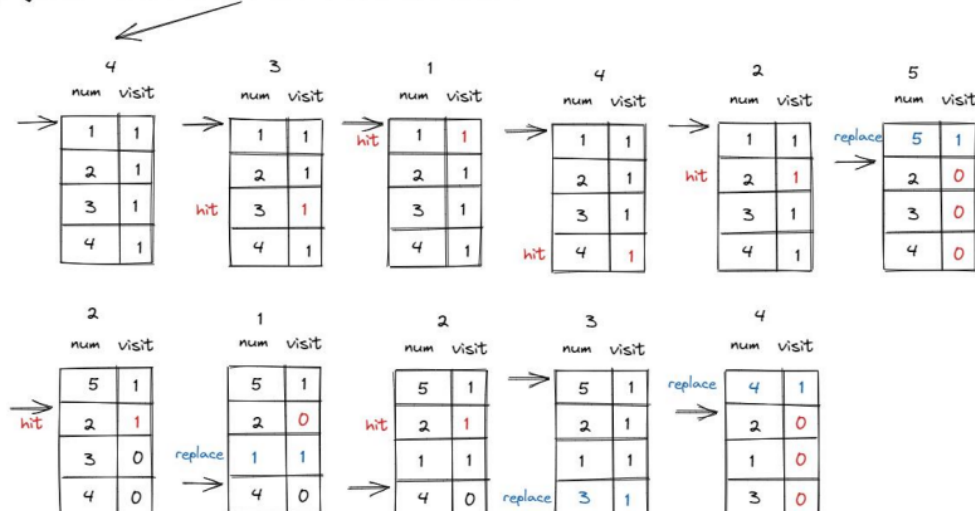 4 3 1 4 2 5
num visit num visit num visit num visit num visit num visit
1 1 1 1 hit 1 1 1 1 1 1 replace 5 1
2 1 2 1 2 1 2 1 hit 2 1 2 0
3 1 hit 3 1 3 1 3 1 3 1 3 0
4 1 4 1 4 1 hit 4 1 4 1 4 0
2 1 2 3 4
num visit num visit num visit num visit num visit
5 1 5 1 5 1 5 1 replace 4 1
hit 2 1 2 0 hit 2 1 2 1 2 0
3 0 replace 1 1 1 1 1 1 1 0
4 0 4 0 4 0 replace 3 1 3 0